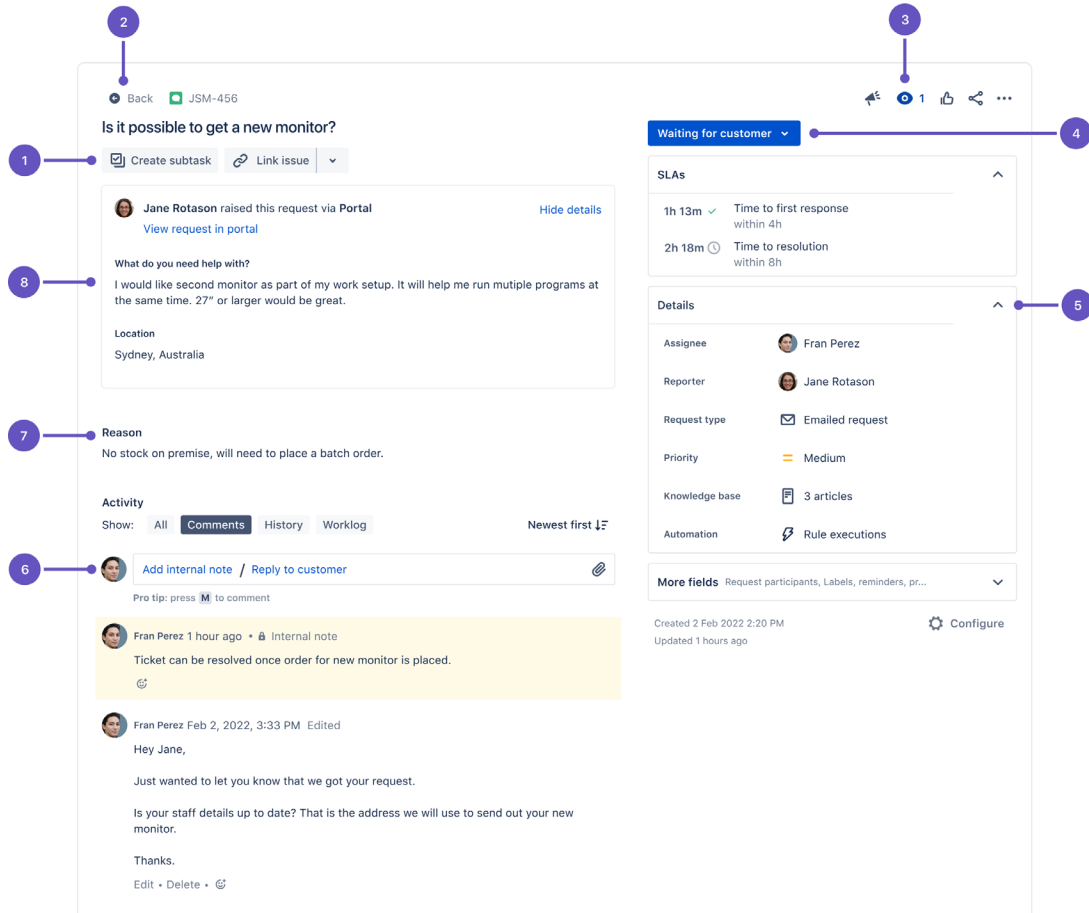 2
3
Back JSM-456
1
Is it possible to get a new monitor?
Waiting for customer
4
1
Create subtask Link issue
SLAs
1h 13m Time to first response
within 4h
2h 18m Time to resolution
within 8h
Jane Rotason raised this request via Portal Hide details
View request in portal
8
What do you need help with?
I would like second monitor as part of my work setup. It will help me run mutiple programs at
the same time. 27” or larger would be great.
Location
Sydney, Australia
Details
5
Assignee Fran Perez
Reporter Jane Rotason
Request type Emailed request
Priority Medium
Knowledge base 3 articles
Automation Rule executions
More fields Request participants, Labels, reminders, pr...
Created 2 Feb 2022 2:20 PM Configure
Updated 1 hours ago
7
Reason
No stock on premise, will need to place a batch order.
Activity
Show: All Comments History Worklog Newest first
6
Add internal note / Reply to customer
Pro tip: press M to comment
Fran Perez 1 hour ago • Internal note
Ticket can be resolved once order for new monitor is placed.
Fran Perez Feb 2, 2022, 3:33 PM Edited
Hey Jane,
Just wanted to let you know that we got your request.
Is your staff details up to date? That is the address we will use to send out your new
monitor.
Thanks.
Edit • Delete •